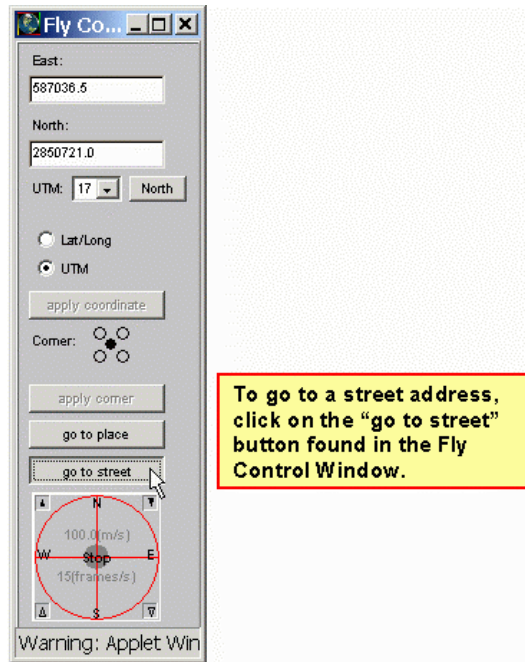 Fly Co...
East:
587036.5
North:
2850721.0
UTM: 17 North
Lat/Long
UTM
apply coordinate
Corner:
apply corner
go to place
go to street
N
100.0(m/s)
W Stop E
15(frames/s)
S
Warning: Applet Win
To go to a street address,
click on the “go to street”
button found in the Fly
Control Window.